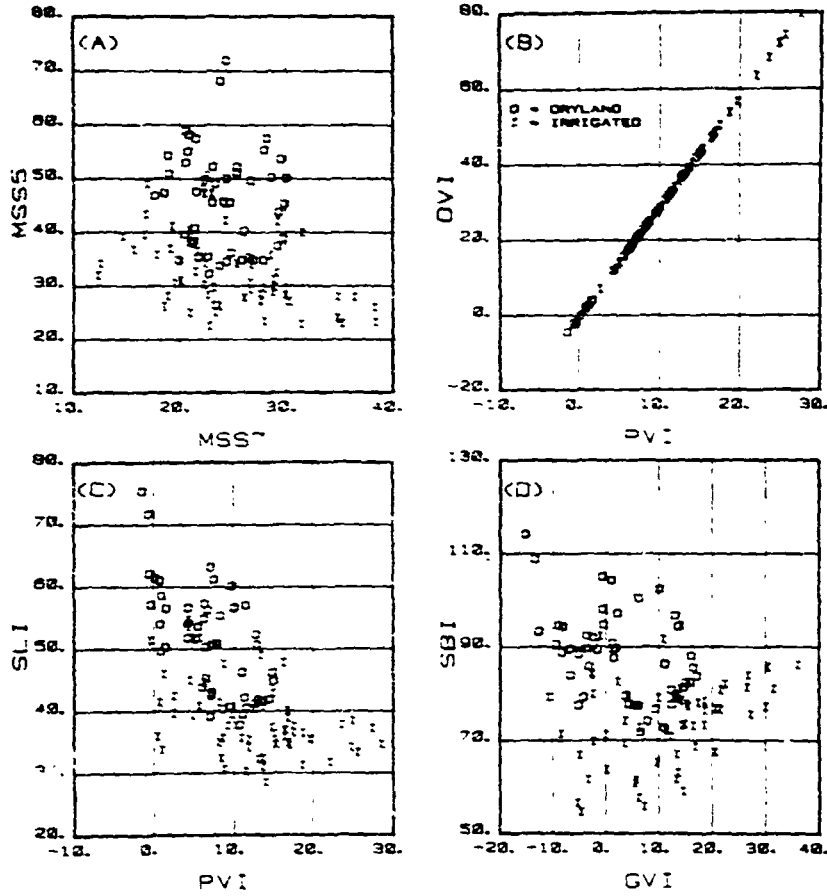 (A)
80.
70.
60.
50.
40.
30.
20.
10.
MSS5
10. 20. 30. 40.
(B)
80.
60.
40.
20.
0.
-20.
DVI
□ = DRYLAND
= IRRIGATED
-10. 0. 10. 20. 30.
PVI
(C)
80.
70.
60.
50.
40.
20.
SLI
-10. 0. 10. 20. 30.
PVI
(D)
130.
110.
90.
70.
50.
SBI
-20. -10. 0. 10. 20. 30. 40.
GVI